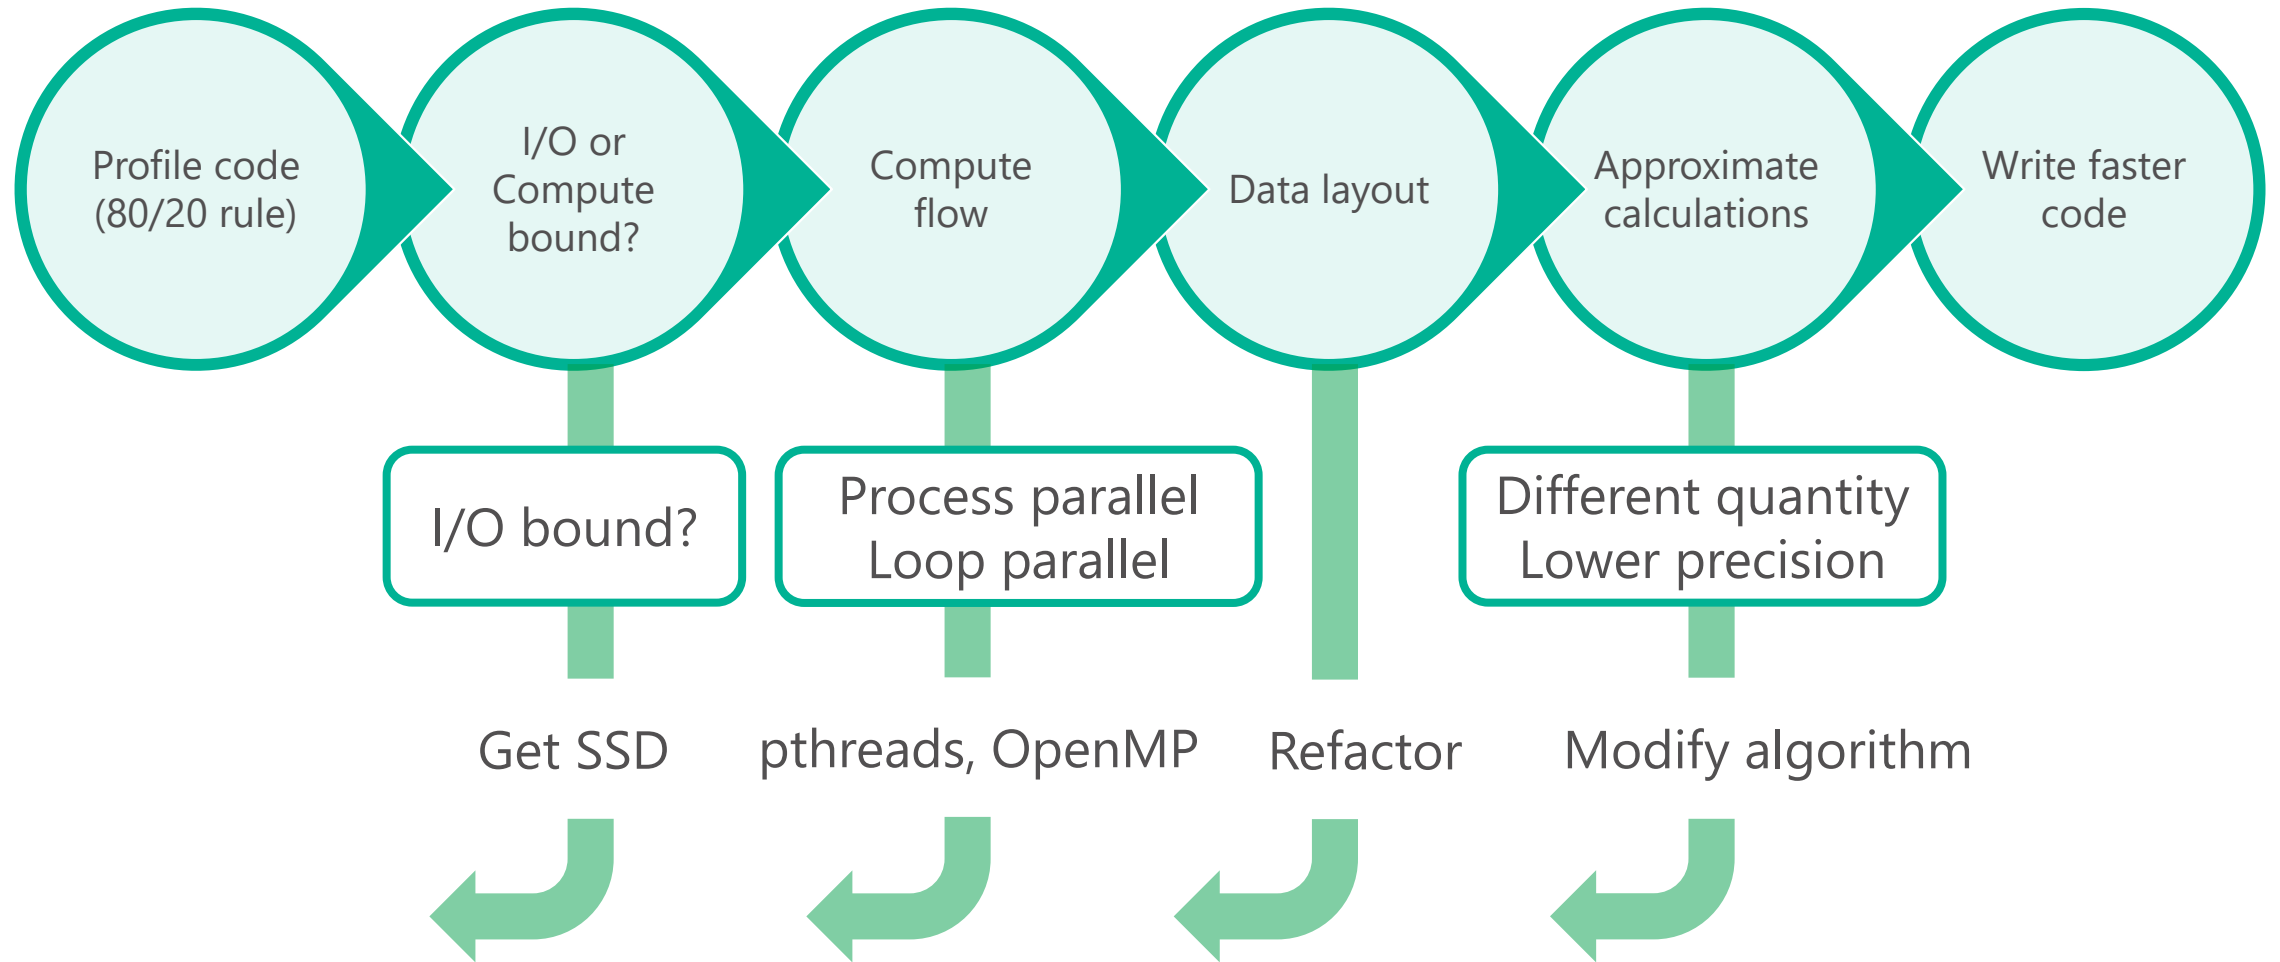 Profile code
(80/20 rule)
I/O or
Compute
bound?
Compute
flow
Data layout
Approximate
calculations
Write faster
code
I/O bound?
Process parallel
Loop parallel
Different quantity
Lower precision
Get SSD
pthreads, OpenMP
Refactor
Modify algorithm